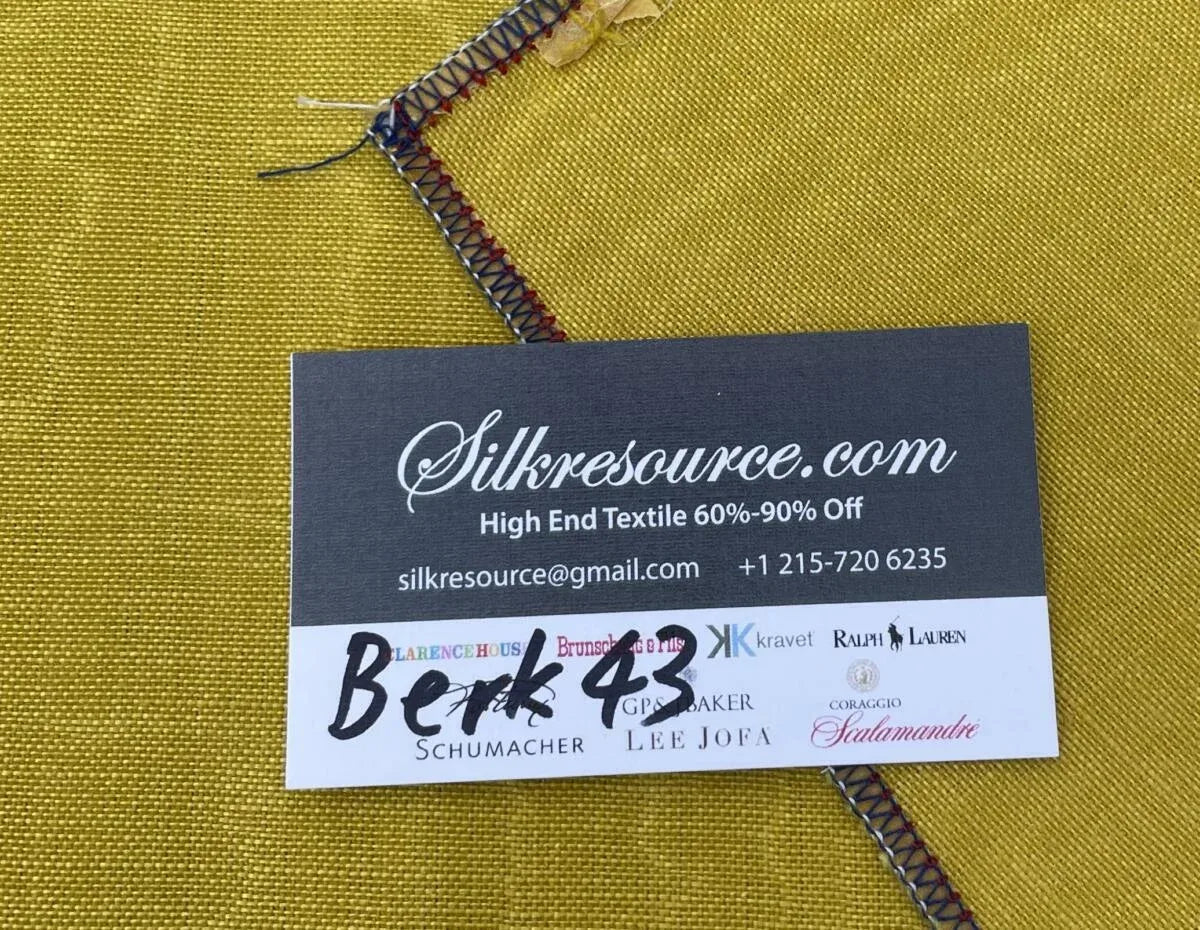 Silkresource.com
High End Textile 60%-90% Off
silkresource@gmail.com +1 215-720 6235
CLARENCE HOUSE Brunschwig & Fils kravet RALPH LAUREN
Berk 43
GP & J BAKER CORAGGIO
SCHUMACHER LEE JOFA Scalamandré